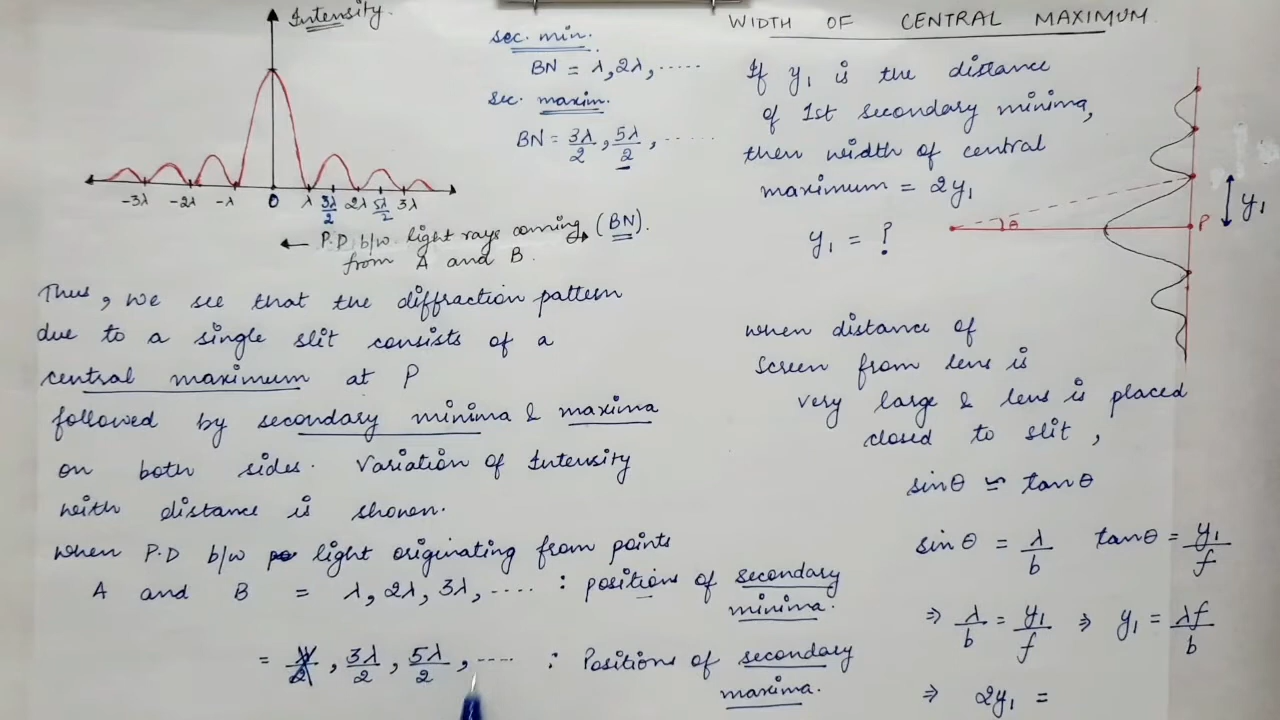 Intensity.
-3λ -2λ -λ 0 λ 3λ/2 2λ 5λ/2 3λ
← P.D b/w light rays coming → (BN).
from A and B.
sec. min.
BN = λ, 2λ, .....
sec. maxim.
BN = 3λ/2, 5λ/2, ......
Thus, we see that the diffraction pattern
due to a single slit consists of a
central maximum at P
followed by secondary minima & maxima
on both sides. Variation of Intensity
with distance is shown.
when P.D b/w light originating from points
A and B = λ, 2λ, 3λ, ..... : positions of secondary
minima.
= 3λ/2, 5λ/2, .... : Positions of secondary
maxima.
WIDTH OF CENTRAL MAXIMUM
If y₁ is the distance
of 1st secondary minima,
then width of central
maximum = 2y₁
y₁ = ?
θ
P
y₁
when distance of
screen from lens is
very large & lens is placed
closed to slit,
sinθ ≃ tanθ
sinθ = λ/b tanθ = y₁/f
⇒ λ/b = y₁/f ⇒ y₁ = λf/b
⇒ 2y₁ =